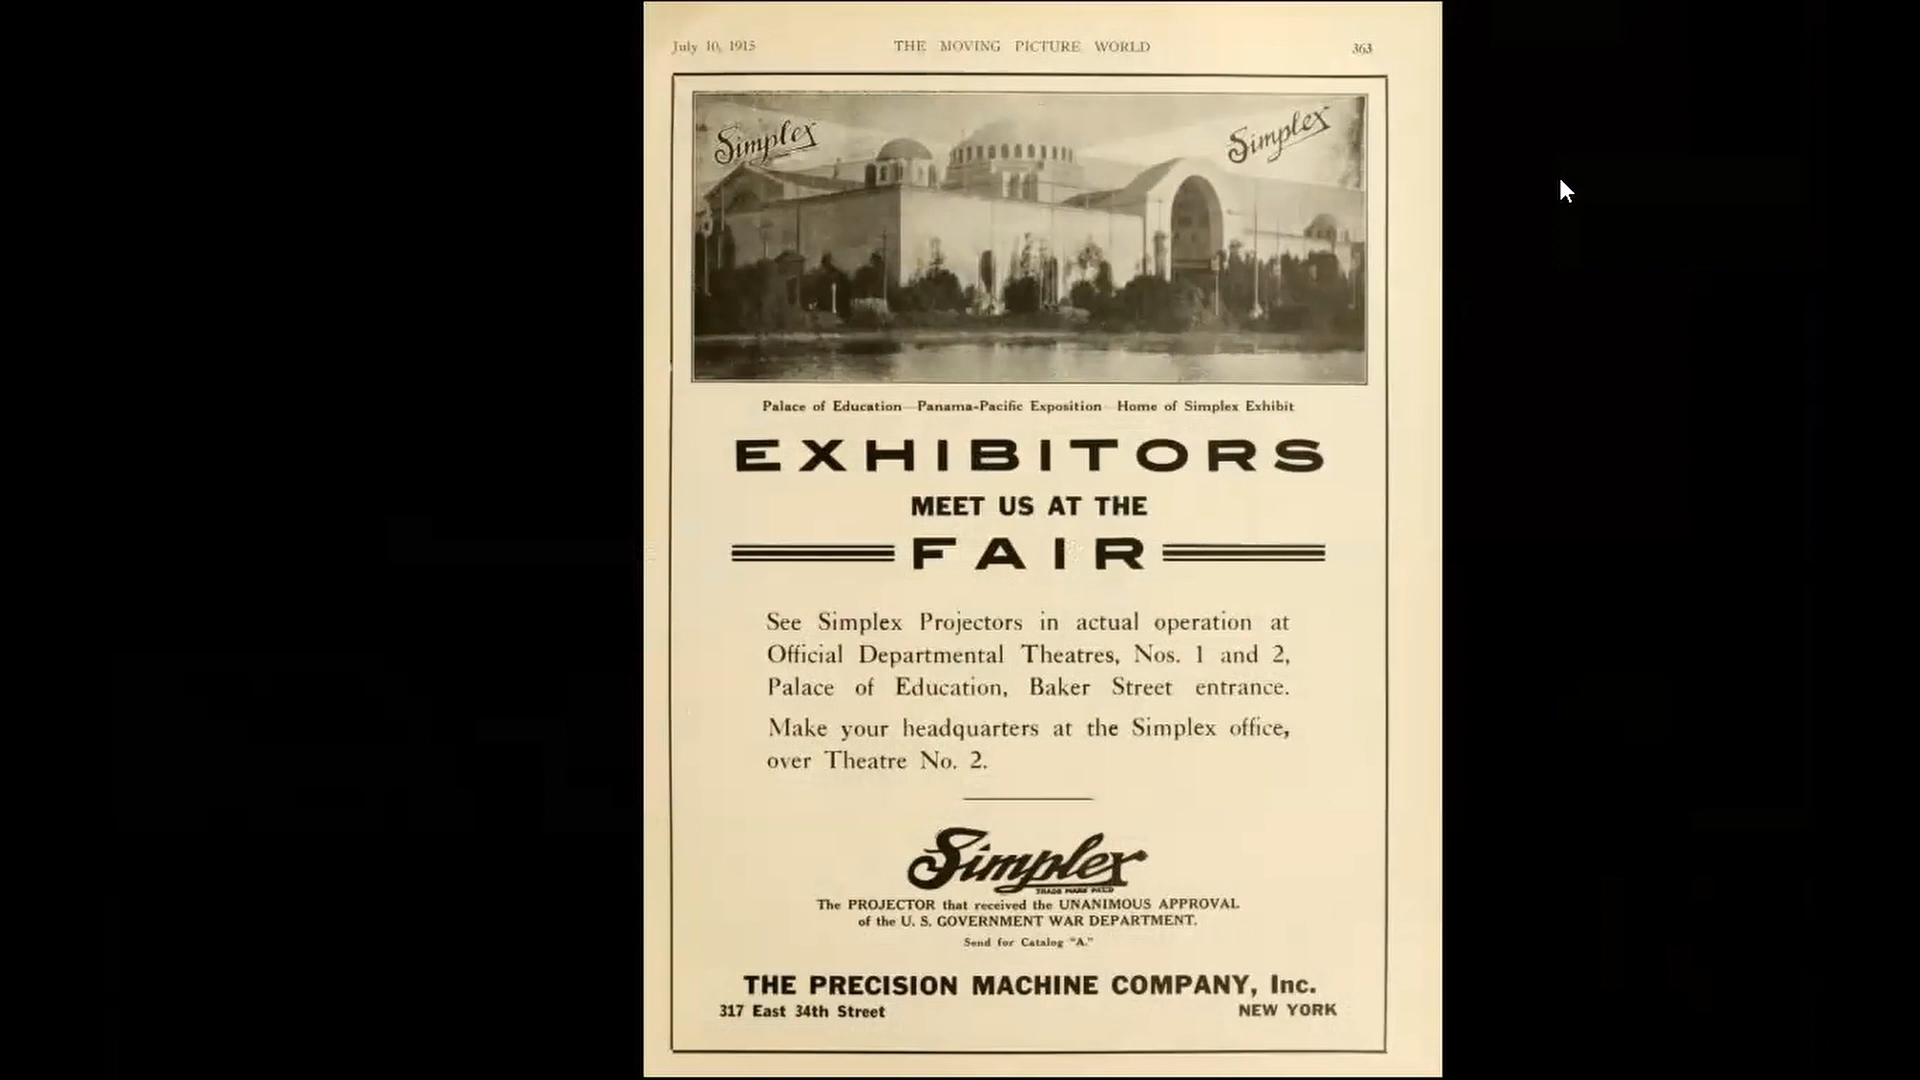 July 10, 1915 THE MOVING PICTURE WORLD 363
Simplex Simplex
Palace of Education—Panama-Pacific Exposition—Home of Simplex Exhibit
EXHIBITORS
MEET US AT THE
FAIR
See Simplex Projectors in actual operation at
Official Departmental Theatres, Nos. 1 and 2,
Palace of Education, Baker Street entrance.
Make your headquarters at the Simplex office,
over Theatre No. 2.
Simplex
TRADE MARK REG'D
The PROJECTOR that received the UNANIMOUS APPROVAL
of the U. S. GOVERNMENT WAR DEPARTMENT.
Send for Catalog "A."
THE PRECISION MACHINE COMPANY, Inc.
317 East 34th Street NEW YORK